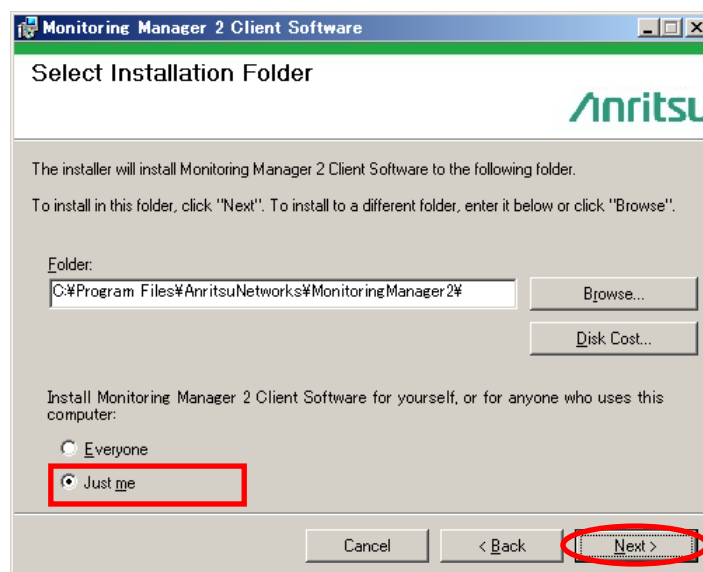 Monitoring Manager 2 Client Software
Select Installation Folder
Anritsu
The installer will install Monitoring Manager 2 Client Software to the following folder.
To install in this folder, click "Next". To install to a different folder, enter it below or click "Browse".
Folder:
C:¥Program Files¥AnritsuNetworks¥MonitoringManager2¥
Browse...
Disk Cost...
Install Monitoring Manager 2 Client Software for yourself, or for anyone who uses this
computer:
Everyone
Just me
Cancel
< Back
Next >